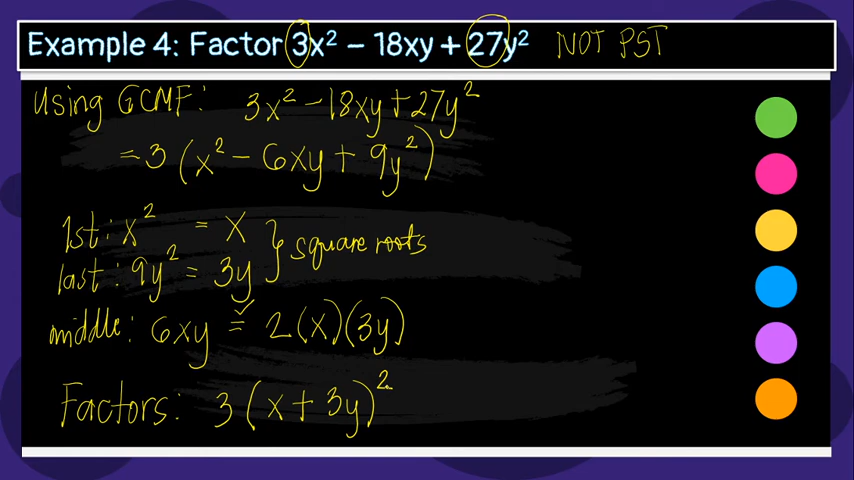 Example 4: Factor 3x² − 18xy + 27y² NOT PST
Using GCMF: 3x² − 18xy + 27y²
= 3 (x² − 6xy + 9y²)
1st: x² = x
last: 9y² = 3y } square roots
middle: 6xy = 2(x)(3y)
Factors: 3 (x + 3y)²